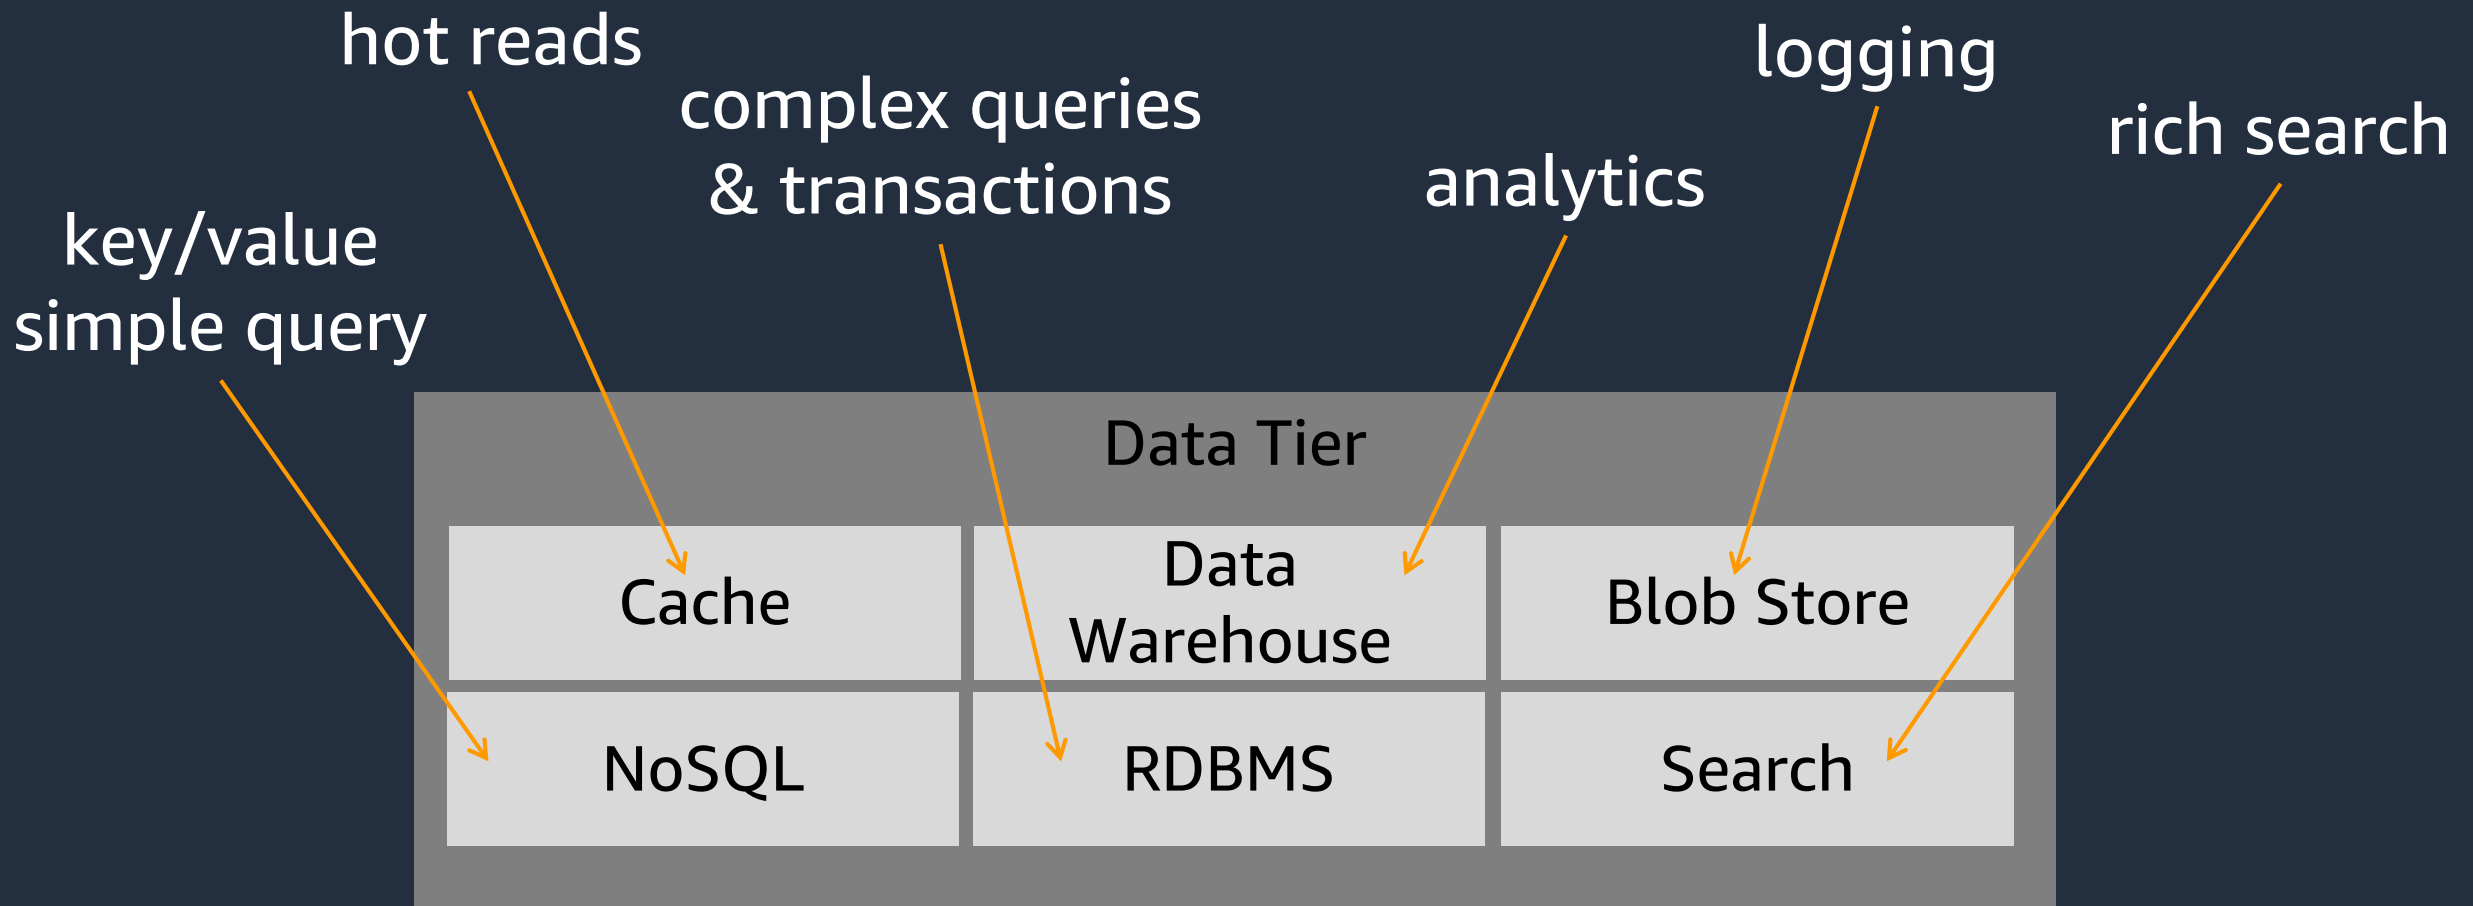 hot reads
logging
complex queries
& transactions
rich search
analytics
key/value
simple query
Data Tier
Cache
Data
Warehouse
Blob Store
NoSQL
RDBMS
Search